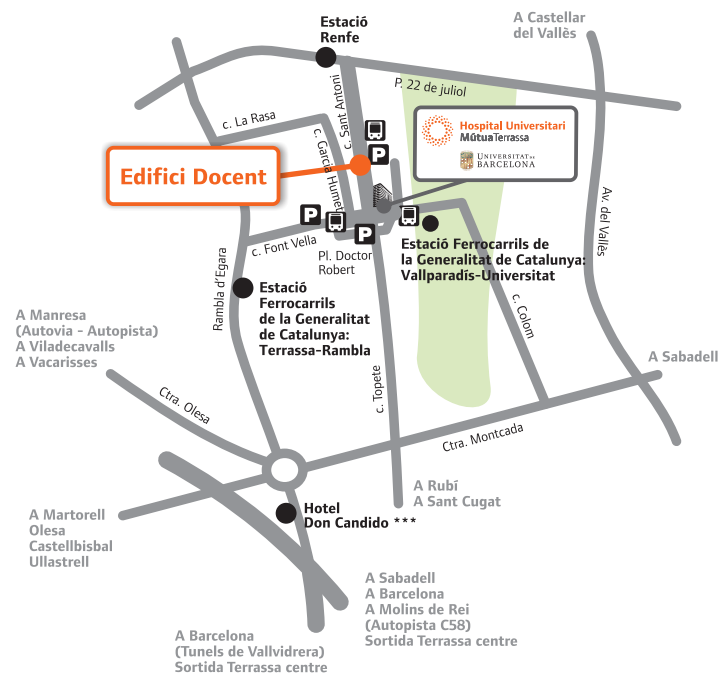 A Castellar
del Vallès
Estació
Renfe
P. 22 de juliol
c. Sant Antoni
c. La Rasa
c. Garcia Humet
Hospital Universitari
MútuaTerrassa
UNIVERSITAT DE
BARCELONA
P
Edifici Docent
Av. del Vallès
P
P
c. Font Vella
Pl. Doctor
Robert
Estació Ferrocarrils de
la Generalitat de Catalunya:
Vallparadís-Universitat
Rambla d'Egara
Estació
Ferrocarrils
de la Generalitat
de Catalunya:
Terrassa-Rambla
c. Colom
A Manresa
(Autovia - Autopista)
A Viladecavalls
A Vacarisses
A Sabadell
c. Topete
Ctra. Olesa
Ctra. Montcada
A Rubí
A Sant Cugat
Hotel
Don Candido ***
A Martorell
Olesa
Castellbisbal
Ullastrell
A Sabadell
A Barcelona
A Molins de Rei
(Autopista C58)
Sortida Terrassa centre
A Barcelona
(Tunels de Vallvidrera)
Sortida Terrassa centre